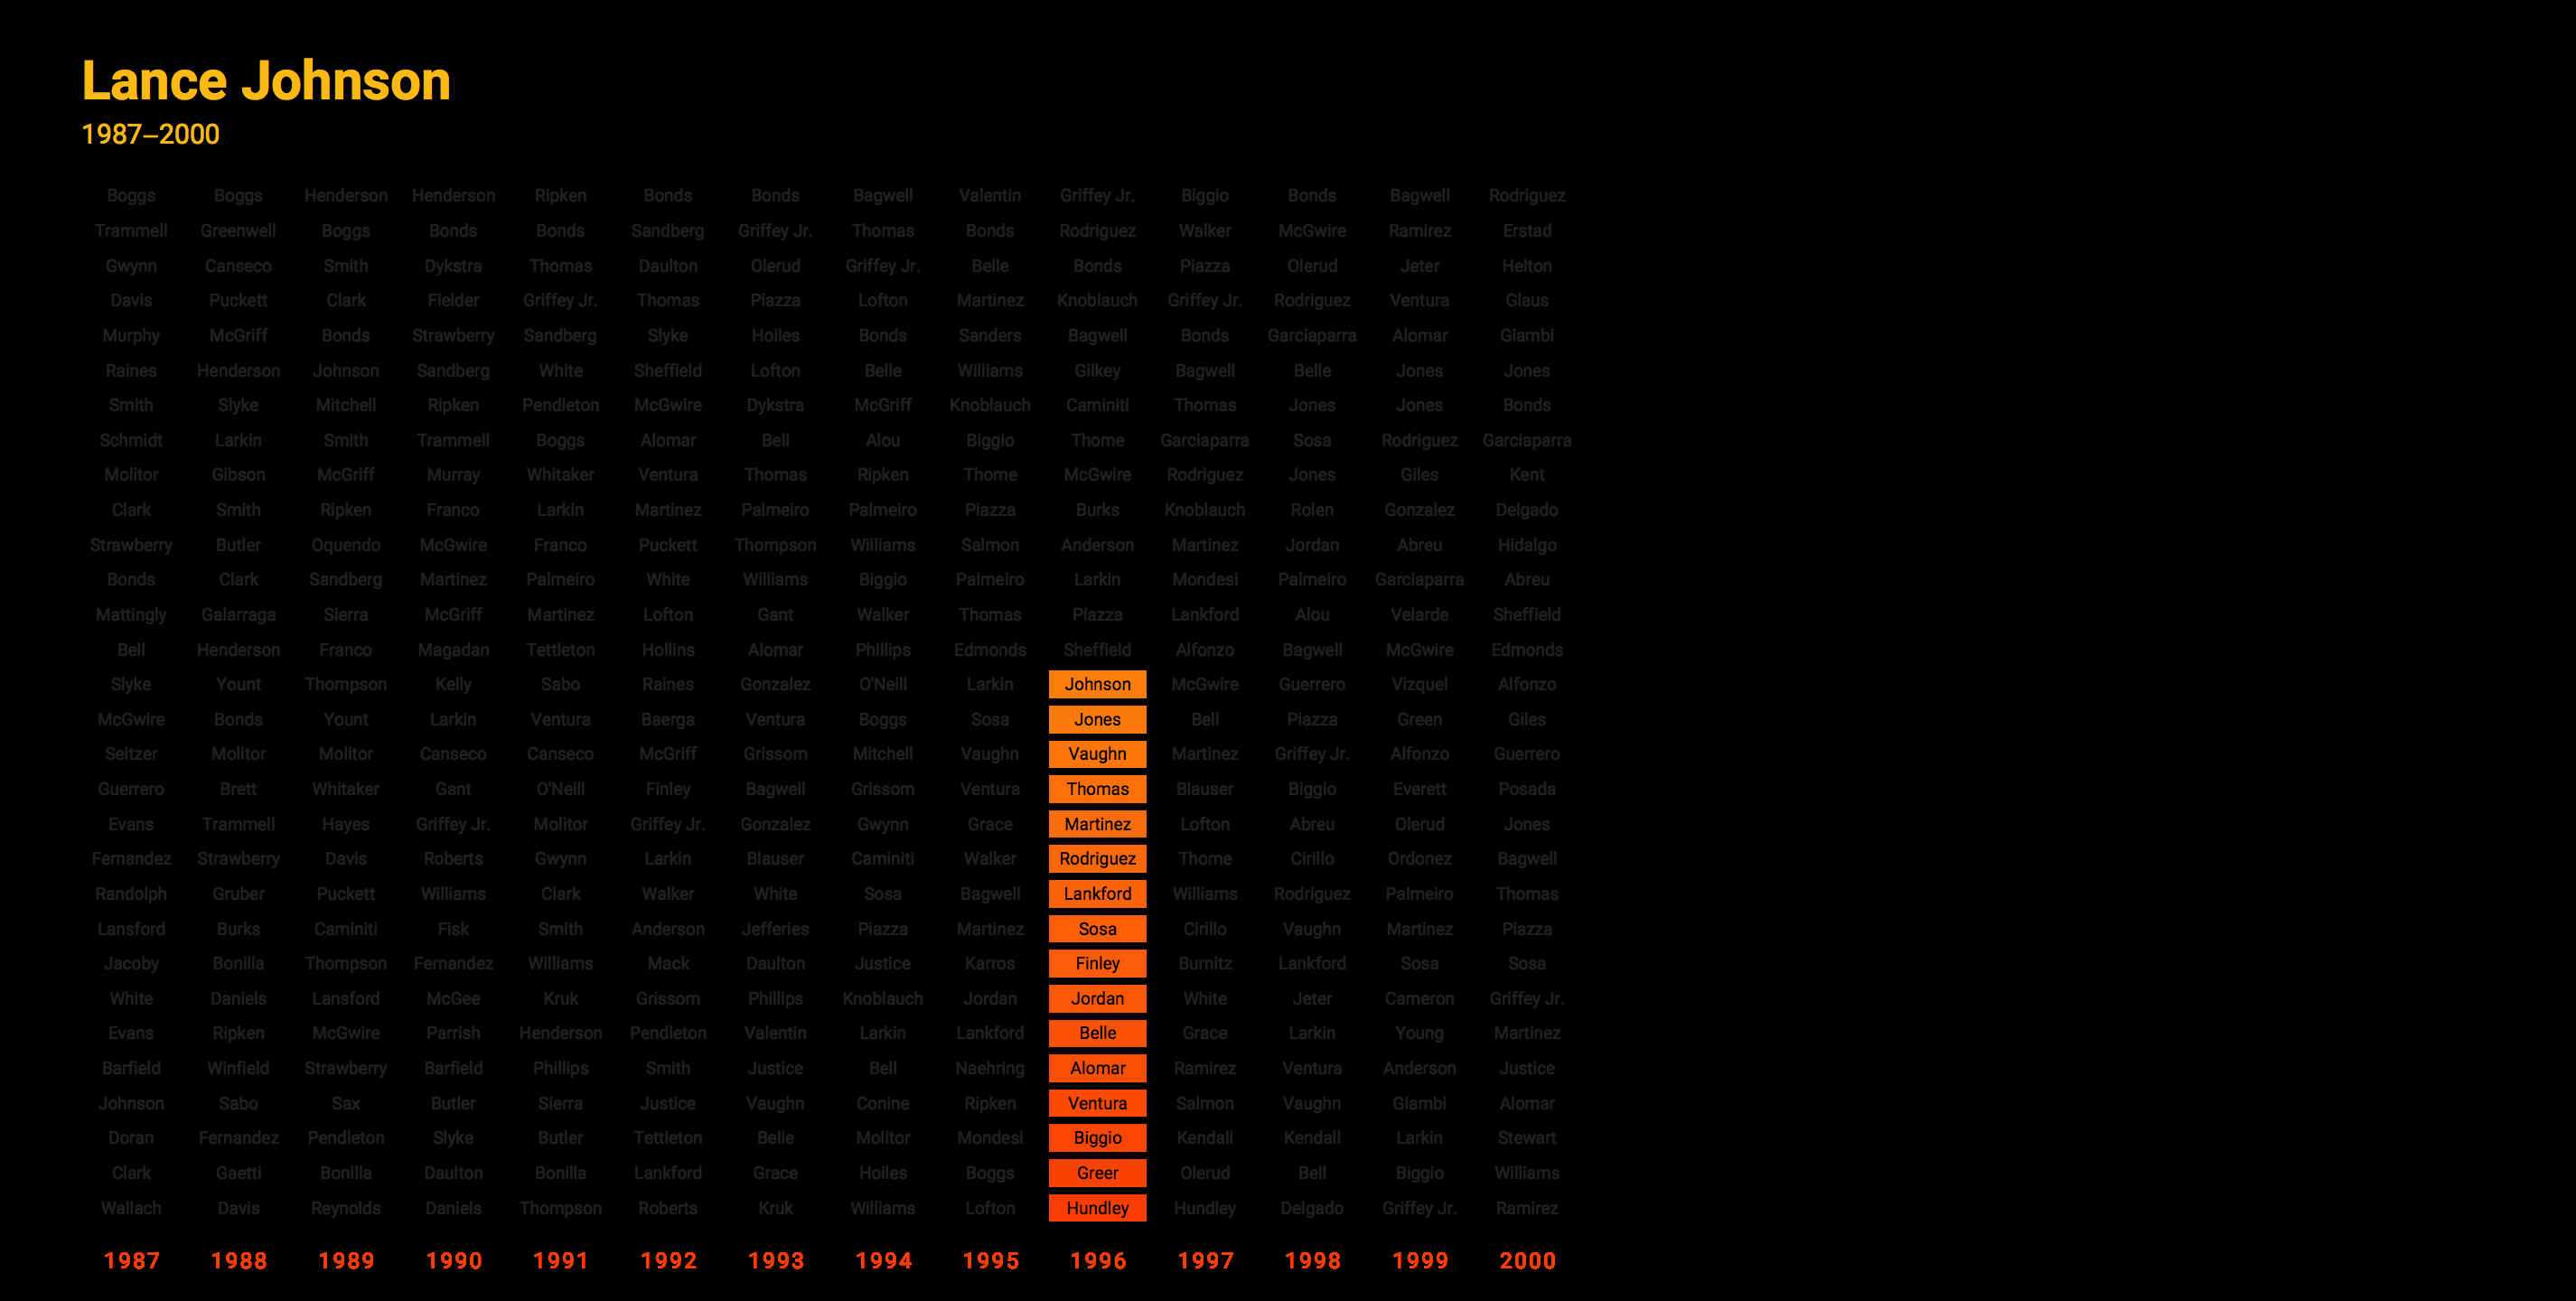 Lance Johnson
1987–2000
Boggs Boggs Henderson Henderson Ripken Bonds Bonds Bagwell Valentin Griffey Jr. Biggio Bonds Bagwell Rodriguez
Trammell Greenwell Boggs Bonds Bonds Sandberg Griffey Jr. Thomas Bonds Rodriguez Walker McGwire Ramirez Erstad
Gwynn Canseco Smith Dykstra Thomas Daulton Olerud Griffey Jr. Belle Bonds Piazza Olerud Jeter Helton
Davis Puckett Clark Fielder Griffey Jr. Thomas Piazza Lofton Martinez Knoblauch Griffey Jr. Rodriguez Ventura Glaus
Murphy McGriff Bonds Strawberry Sandberg Slyke Hoiles Bonds Sanders Bagwell Bonds Garciaparra Alomar Giambi
Raines Henderson Johnson Sandberg White Sheffield Lofton Belle Williams Gilkey Bagwell Belle Jones Jones
Smith Slyke Mitchell Ripken Pendleton McGwire Dykstra McGriff Knoblauch Caminiti Thomas Jones Jones Bonds
Schmidt Larkin Smith Trammell Boggs Alomar Bell Alou Biggio Thome Garciaparra Sosa Rodriguez Garciaparra
Molitor Gibson McGriff Murray Whitaker Ventura Thomas Ripken Thome McGwire Rodriguez Jones Giles Kent
Clark Smith Ripken Franco Larkin Martinez Palmeiro Palmeiro Piazza Burks Knoblauch Rolen Gonzalez Delgado
Strawberry Butler Oquendo McGwire Franco Puckett Thompson Williams Salmon Anderson Martinez Jordan Abreu Hidalgo
Bonds Clark Sandberg Martinez Palmeiro White Williams Biggio Palmeiro Larkin Mondesi Palmeiro Garciaparra Abreu
Mattingly Galarraga Sierra McGriff Martinez Lofton Gant Walker Thomas Piazza Lankford Alou Velarde Sheffield
Bell Henderson Franco Magadan Tettleton Hollins Alomar Phillips Edmonds Sheffield Alfonzo Bagwell McGwire Edmonds
Slyke Yount Thompson Kelly Sabo Raines Gonzalez O'Neill Larkin Johnson McGwire Guerrero Vizquel Alfonzo
McGwire Bonds Yount Larkin Ventura Baerga Ventura Boggs Sosa Jones Bell Piazza Green Giles
Seitzer Molitor Molitor Canseco Canseco McGriff Grissom Mitchell Vaughn Vaughn Martinez Griffey Jr. Alfonzo Guerrero
Guerrero Brett Whitaker Gant O'Neill Finley Bagwell Grissom Ventura Thomas Blauser Biggio Everett Posada
Evans Trammell Hayes Griffey Jr. Molitor Griffey Jr. Gonzalez Gwynn Grace Martinez Lofton Abreu Olerud Jones
Fernandez Strawberry Davis Roberts Gwynn Larkin Blauser Caminiti Walker Rodriguez Thome Cirillo Ordonez Bagwell
Randolph Gruber Puckett Williams Clark Walker White Sosa Bagwell Lankford Williams Rodriguez Palmeiro Thomas
Lansford Burks Caminiti Fisk Smith Anderson Jefferies Piazza Martinez Sosa Cirillo Vaughn Martinez Piazza
Jacoby Bonilla Thompson Fernandez Williams Mack Daulton Justice Karros Finley Burnitz Lankford Sosa Sosa
White Daniels Lansford McGee Kruk Grissom Phillips Knoblauch Jordan Jordan White Jeter Cameron Griffey Jr.
Evans Ripken McGwire Parrish Henderson Pendleton Valentin Larkin Lankford Belle Grace Larkin Young Martinez
Barfield Winfield Strawberry Barfield Phillips Smith Justice Bell Naehring Alomar Ramirez Ventura Anderson Justice
Johnson Sabo Sax Butler Sierra Justice Vaughn Conine Ripken Ventura Salmon Vaughn Giambi Alomar
Doran Fernandez Pendleton Slyke Butler Tettleton Belle Molitor Mondesi Biggio Kendall Kendall Larkin Stewart
Clark Gaetti Bonilla Daulton Bonilla Lankford Grace Hoiles Boggs Greer Olerud Bell Biggio Williams
Wallach Davis Reynolds Daniels Thompson Roberts Kruk Williams Lofton Hundley Hundley Delgado Griffey Jr. Ramirez
1987 1988 1989 1990 1991 1992 1993 1994 1995 1996 1997 1998 1999 2000